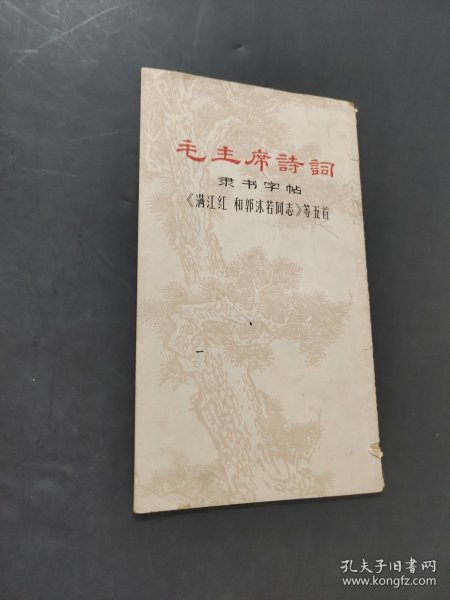 毛主席詩詞
隶书字帖
《满江红 和郭沫若同志》等五首
孔夫子旧书网
www.kongfz.com